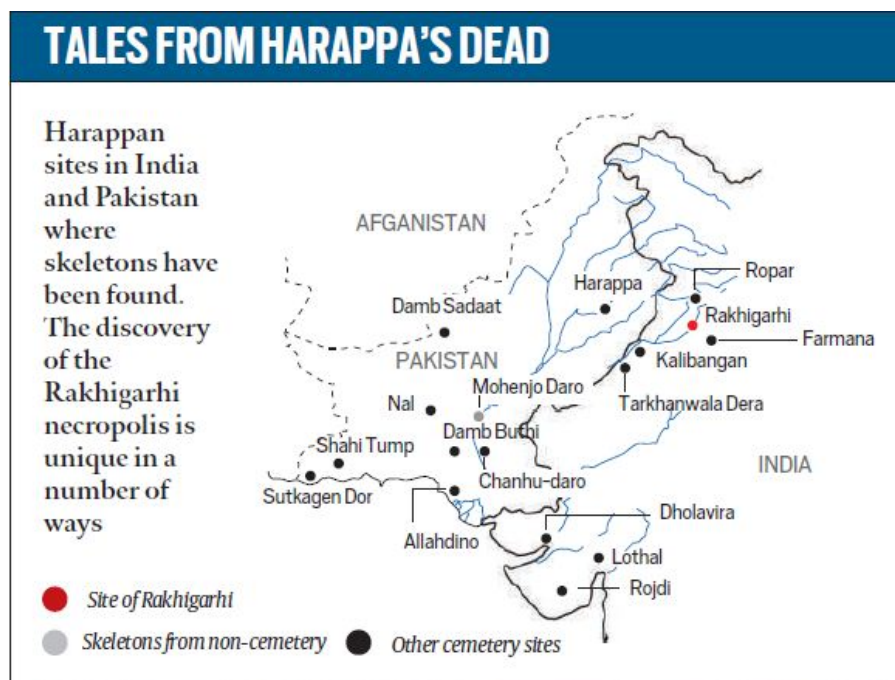 TALES FROM HARAPPA'S DEAD
Harappan
sites in India
and Pakistan
where
skeletons have
been found.
The discovery
of the
Rakhigarhi
necropolis is
unique in a
number of
ways
AFGANISTAN
Harappa
Ropar
Damb Sadaat
Rakhigarhi
Farmana
PAKISTAN
Kalibangan
Mohenjo Daro
Nal
Tarkhanwala Dera
Damb Buthi
Shahi Tump
INDIA
Chanhu-daro
Sutkagen Dor
Dholavira
Allahdino
Lothal
Rojdi
Site of Rakhigarhi
Skeletons from non-cemetery
Other cemetery sites